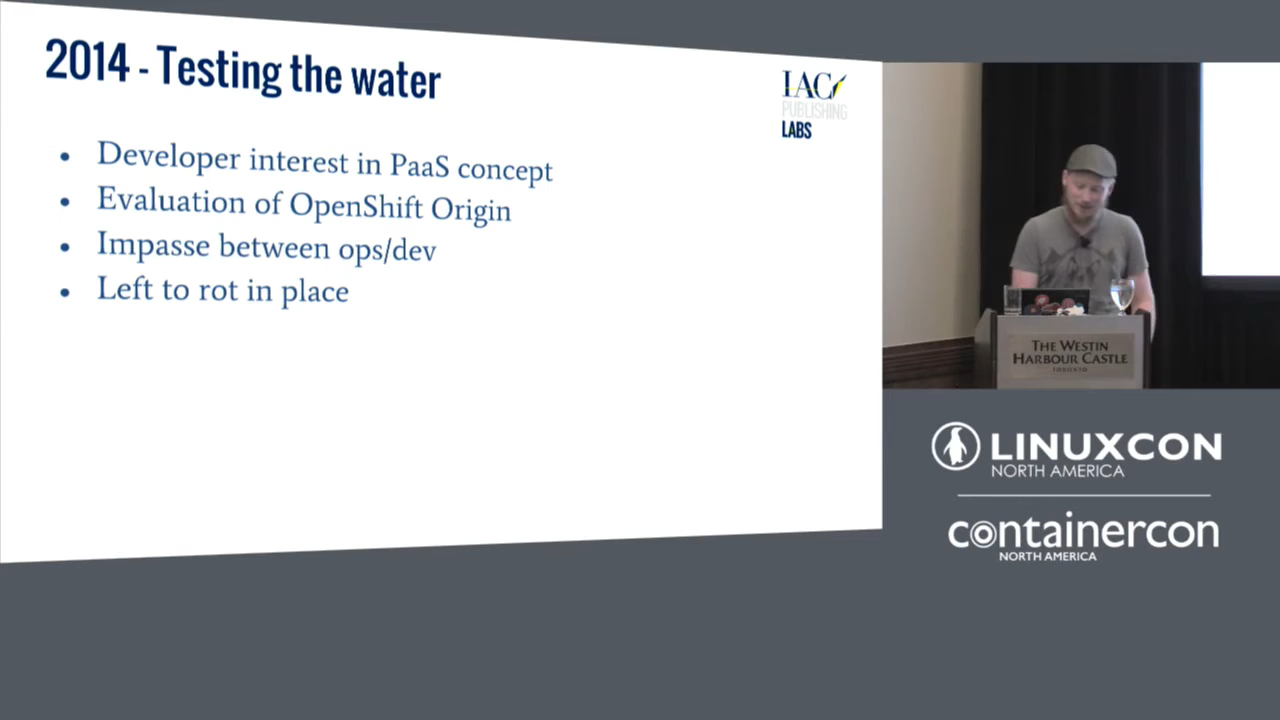 2014 - Testing the water
IAC
PUBLISHING
LABS
• Developer interest in PaaS concept
• Evaluation of OpenShift Origin
• Impasse between ops/dev
• Left to rot in place
THE WESTIN
HARBOUR CASTLE
TORONTO
LINUXCON
NORTH AMERICA
containercon
NORTH AMERICA